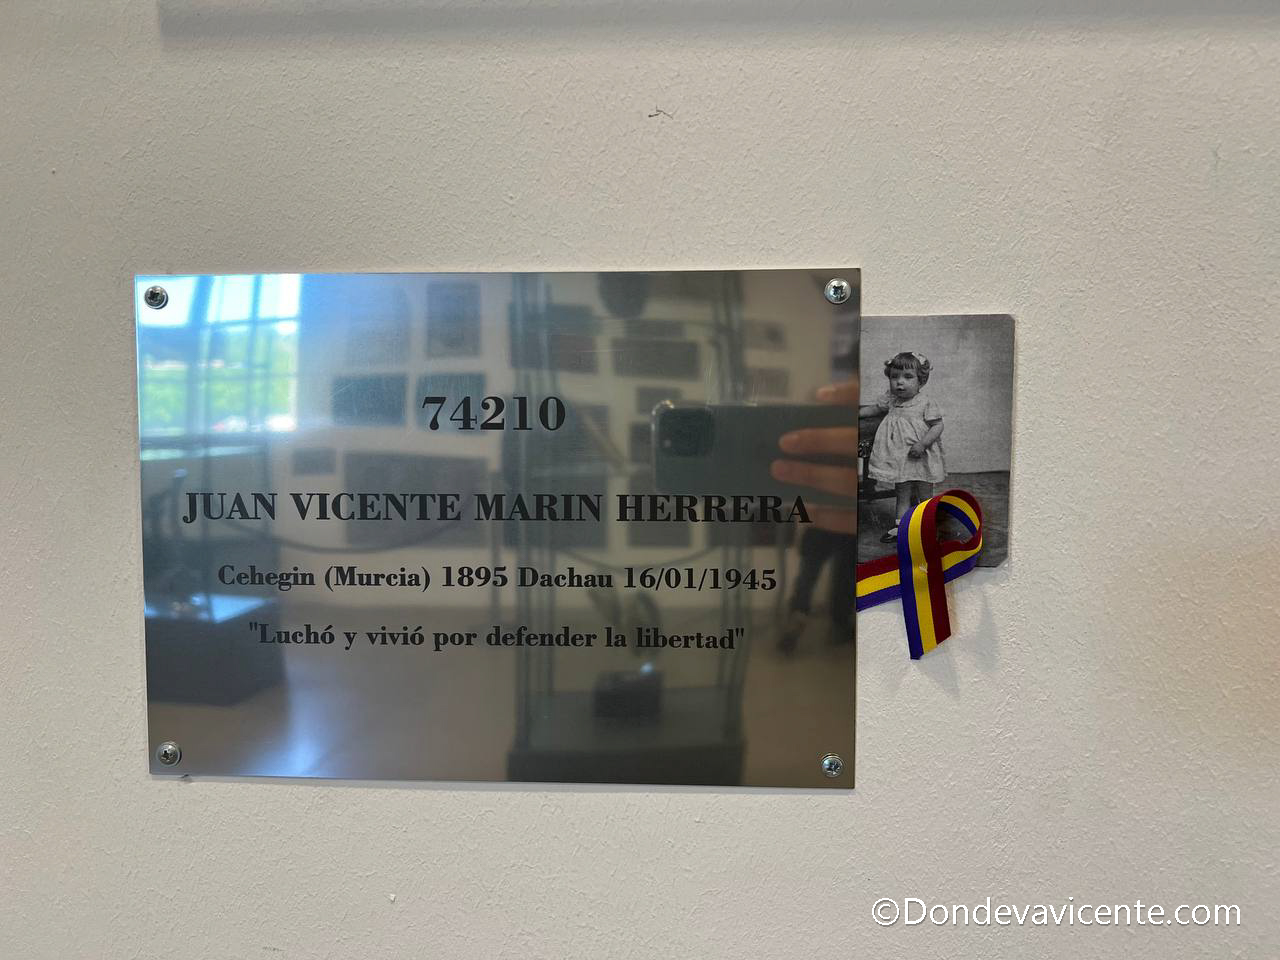 74210
JUAN VICENTE MARIN HERRERA
Cehegin (Murcia) 1895 Dachau 16/01/1945
"Luchó y vivió por defender la libertad"
©Dondevavicente.com